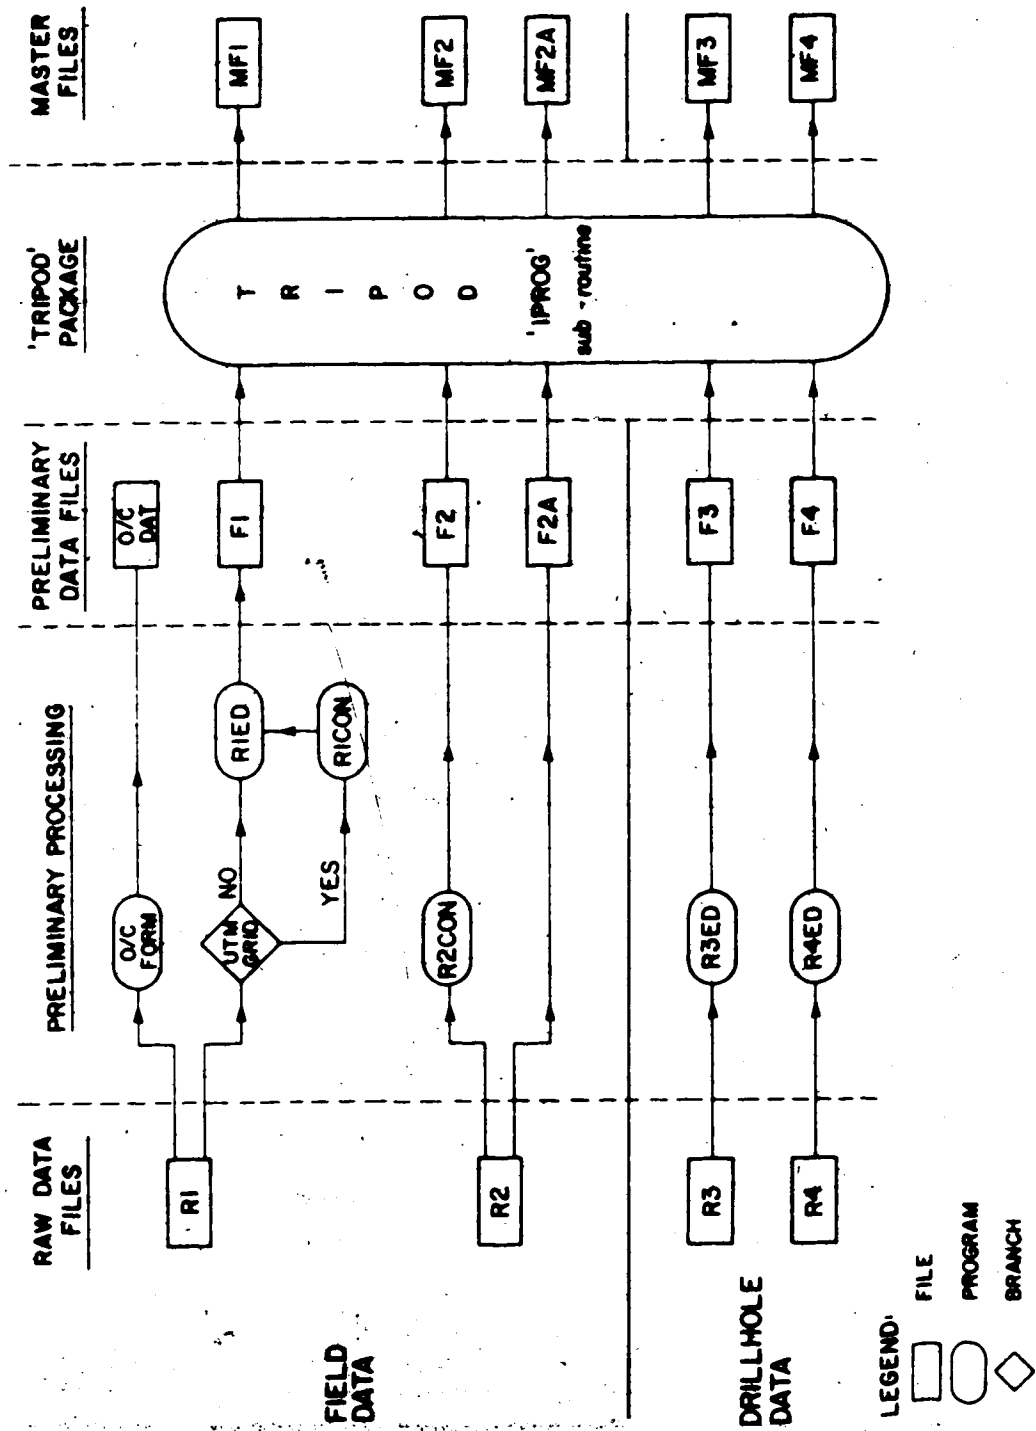 RAW DATA
FILES
PRELIMINARY PROCESSING
PRELIMINARY
DATA FILES
'TRIPOD'
PACKAGE
MASTER
FILES
O/C
FORM
O/C
DAT
R1
UTM
GRID
NO
YES
R1ED
R1CON
F1
MF1
FIELD
DATA
R2
R2CON
F2
F2A
MF2
MF2A
T
R
I
P
O
D
'IPROG'
sub - routine
DRILLHOLE
DATA
R3
R3ED
F3
MF3
R4
R4ED
F4
MF4
LEGEND:
FILE
PROGRAM
BRANCH